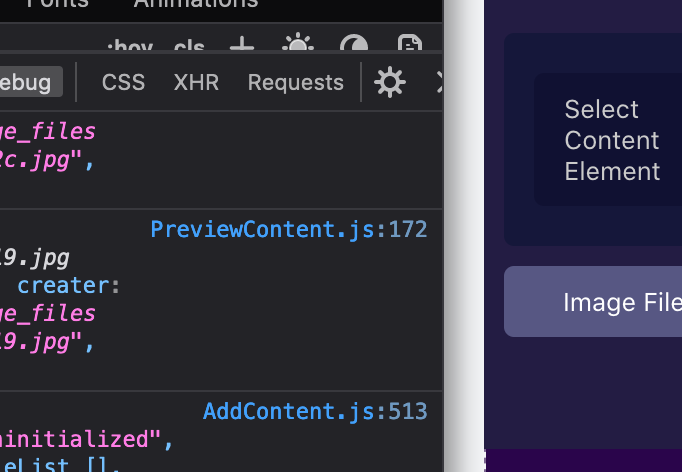 Fonts Animations
:hov .cls
ebug CSS XHR Requests
ge_files
2c.jpg",
PreviewContent.js:172
19.jpg
creater:
ge_files
19.jpg",
AddContent.js:513
ninitialized",
eList [],
Select
Content
Element
Image File